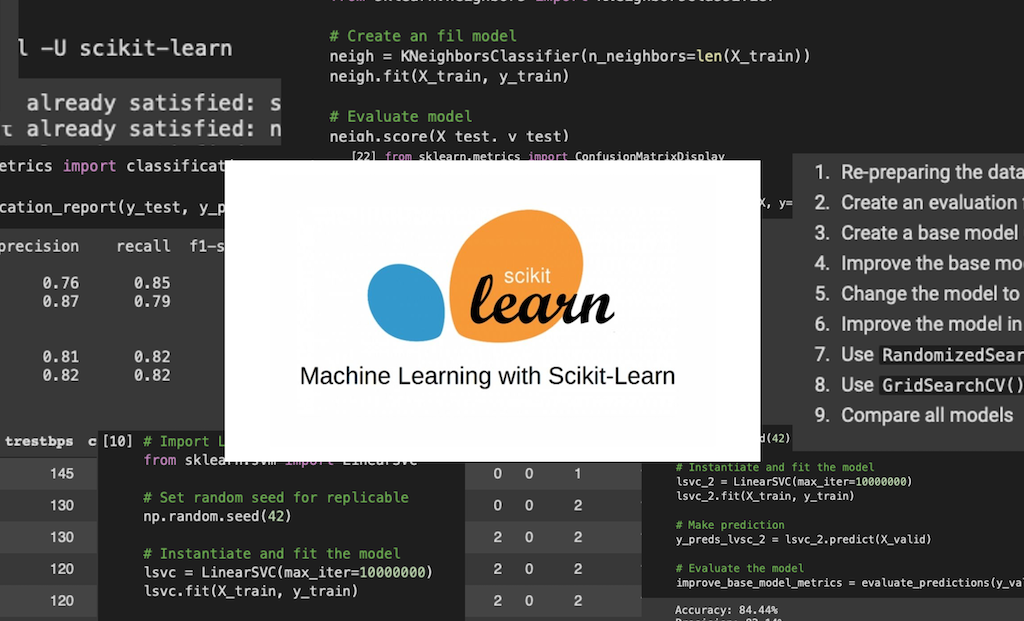 l -U scikit-learn
already satisfied: s
already satisfied: n
# Create an fil model
neigh = KNeighborsClassifier(n_neighbors=len(X_train))
neigh.fit(X_train, y_train)
# Evaluate model
neigh.score(X test. y test)
[22] from sklearn.metrics import ConfusionMatrixDisplay
X, y=
etrics import classificat
cation_report(y_test, y_p
precision recall f1-s
0.76 0.85
0.87 0.79
0.81 0.82
0.82 0.82
scikit
learn
Machine Learning with Scikit-Learn
1. Re-preparing the data
2. Create an evaluation
3. Create a base model
4. Improve the base mo
5. Change the model to
6. Improve the model in
7. Use RandomizedSear
8. Use GridSearchCV()
9. Compare all models
trestbps c
145
130
130
120
120
[10] # Import L
from sklearn.svm import LinearSVC
# Set random seed for replicable
np.random.seed(42)
# Instantiate and fit the model
lsvc = LinearSVC(max_iter=10000000)
lsvc.fit(X_train, y_train)
0 0 1
0 0 2
2 0 2
2 0 2
2 0 2
d(42)
# Instantiate and fit the model
lsvc_2 = LinearSVC(max_iter=10000000)
lsvc_2.fit(X_train, y_train)
# Make prediction
y_preds_lvsc_2 = lsvc_2.predict(X_valid)
# Evaluate the model
improve_base_model_metrics = evaluate_predictions(y_va
Accuracy: 84.44%